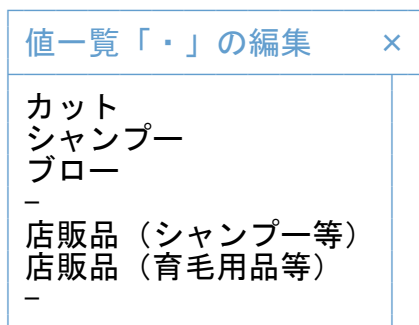 値一覧「・」の編集 ×
カット
シャンプー
ブロー
–
店販品（シャンプー等）
店販品（育毛用品等）
–